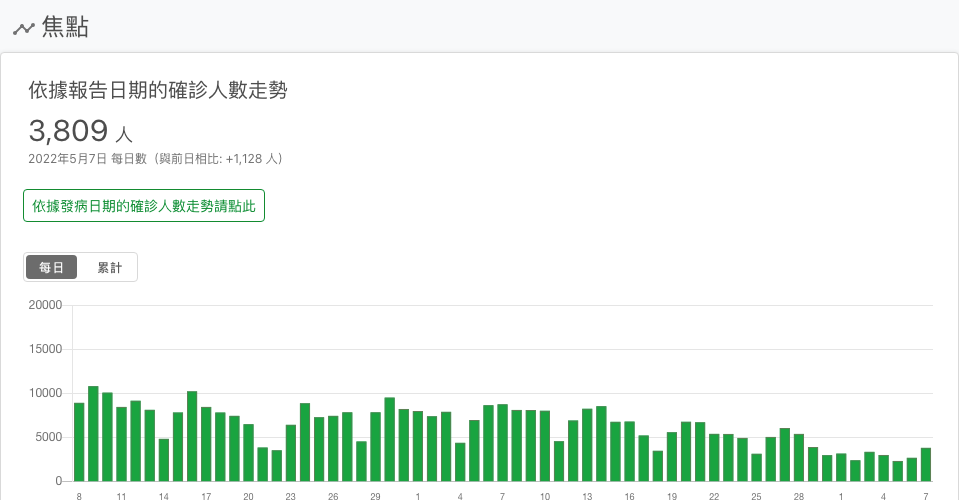 焦點
依據報告日期的確診人數走勢
3,809 人
2022年5月7日 每日數（與前日相比: +1,128 人）
依據發病日期的確診人數走勢請點此
每日 累計
20000
15000
10000
5000
0
8 11 14 17 20 23 26 29 1 4 7 10 13 16 19 22 25 28 1 4 7